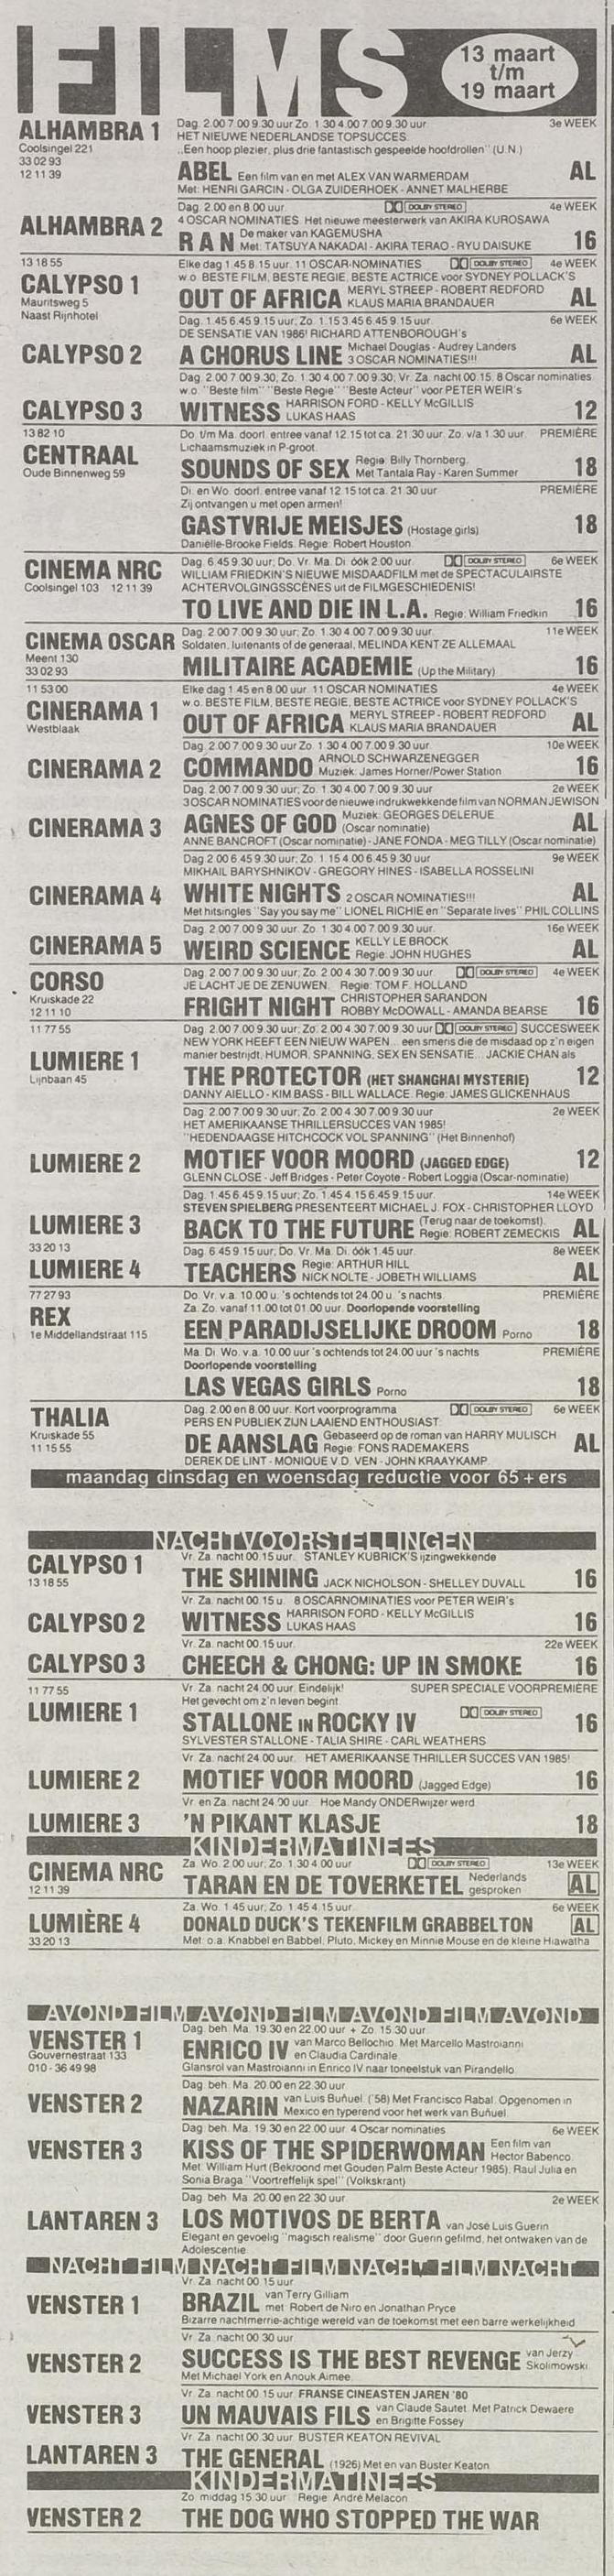 FILMS
13 maart
t/m
19 maart
ALHAMBRA 1
Coolsingel 221
33 02 93
12 11 39
Dag. 2.00 7.00 9.30 uur Zo. 1.30 4.00 7.00 9.30 uur. 3e WEEK
HET NIEUWE NEDERLANDSE TOPSUCCES:
„Een hoop plezier, plus drie fantastisch gespeelde hoofdrollen" (U.N.)
ABEL Een film van en met ALEX VAN WARMERDAM AL
Met: HENRI GARCIN - OLGA ZUIDERHOEK - ANNET MALHERBE
ALHAMBRA 2
Dag. 2.00 en 8.00 uur. DOLBY STEREO 4e WEEK
4 OSCAR NOMINATIES. Het nieuwe meesterwerk van AKIRA KUROSAWA
RAN De maker van KAGEMUSHA 16
Met: TATSUYA NAKADAI - AKIRA TERAO - RYU DAISUKE
13 18 55
CALYPSO 1
Mauritsweg 5
Naast Rijnhotel
Elke dag 1.45 8.15 uur. 11 OSCAR-NOMINATIES DOLBY STEREO 4e WEEK
w.o. BESTE FILM, BESTE REGIE, BESTE ACTRICE voor SYDNEY POLLACK'S
OUT OF AFRICA MERYL STREEP - ROBERT REDFORD AL
KLAUS MARIA BRANDAUER
CALYPSO 2
Dag. 1.45 6.45 9.15 uur; Zo. 1.15 3.45 6.45 9.15 uur. 6e WEEK
DE SENSATIE VAN 1986! RICHARD ATTENBOROUGH's
A CHORUS LINE Michael Douglas - Audrey Landers AL
3 OSCAR NOMINATIES!!!
CALYPSO 3
Dag. 2.00 7.00 9.30; Zo. 1.30 4.00 7.00 9.30; Vr. Za. nacht 00.15. 8 Oscar nominaties
w.o. "Beste film" "Beste Regie" "Beste Acteur" voor PETER WEIR's
WITNESS HARRISON FORD - KELLY McGILLIS 12
LUKAS HAAS
13 82 10
CENTRAAL
Oude Binnenweg 59
Do. t/m Ma. doorl. entree vanaf 12.15 tot ca. 21.30 uur. Zo. v/a 1.30 uur. PREMIÈRE
Lichaamsmuziek in P-groot.
SOUNDS OF SEX Regie: Billy Thornberg. 18
Met Tantala Ray - Karen Summer
Di. en Wo. doorl. entree vanaf 12.15 tot ca. 21.30 uur. PREMIÈRE
Zij ontvangen u met open armen!
GASTVRIJE MEISJES (Hostage girls) 18
Danielle-Brooke Fields. Regie: Robert Houston.
CINEMA NRC
Coolsingel 103 12 11 39
Dag. 6.45 9.30 uur; Do. Vr. Ma. Di. óók 2.00 uur. DOLBY STEREO 6e WEEK
WILLIAM FRIEDKIN'S NIEUWE MISDAADFILM met de SPECTACULAIRSTE
ACHTERVOLGINGSSCÈNES uit de FILMGESCHIEDENIS!
TO LIVE AND DIE IN L.A. Regie: William Friedkin 16
CINEMA OSCAR
Meent 130
33 02 93
Dag. 2.00 7.00 9.30 uur; Zo. 1.30 4.00 7.00 9.30 uur. 11e WEEK
Soldaten, luitenants of de generaal, MELINDA KENT ZE ALLEMAAL
MILITAIRE ACADEMIE (Up the Military) 16
11 53 00
CINERAMA 1
Westblaak
Elke dag 1.45 en 8.00 uur. 11 OSCAR NOMINATIES 4e WEEK
w.o. BESTE FILM, BESTE REGIE, BESTE ACTRICE voor SYDNEY POLLACK'S
OUT OF AFRICA MERYL STREEP - ROBERT REDFORD AL
KLAUS MARIA BRANDAUER
CINERAMA 2
Dag. 2.00 7.00 9.30 uur Zo. 1.30 4.00 7.00 9.30 uur. 10e WEEK
COMMANDO ARNOLD SCHWARZENEGGER 16
Muziek: James Horner/Power Station
CINERAMA 3
Dag. 2.00 7.00 9.30 uur; Zo. 1.30 4.00 7.00 9.30 uur. 2e WEEK
3 OSCAR NOMINATIES voor de nieuwe indrukwekkende film van NORMAN JEWISON
AGNES OF GOD Muziek: GEORGES DELERUE AL
(Oscar nominatie)
ANNE BANCROFT (Oscar nominatie) - JANE FONDA - MEG TILLY (Oscar nominatie)
CINERAMA 4
Dag 2.00 6.45 9.30 uur; Zo. 1.15 4.00 6.45 9.30 uur. 9e WEEK
MIKHAIL BARYSHNIKOV - GREGORY HINES - ISABELLA ROSSELINI
WHITE NIGHTS 2 OSCAR NOMINATIES!!! AL
Met hitsingles "Say you say me" LIONEL RICHIE en "Separate lives" PHIL COLLINS
CINERAMA 5
Dag. 2.00 7.00 9.30 uur; Zo. 1.30 4.00 7.00 9.30 uur. 16e WEEK
WEIRD SCIENCE KELLY LE BROCK AL
Regie: JOHN HUGHES
CORSO
Kruiskade 22
12 11 10
Dag. 2.00 7.00 9.30 uur; Zo. 2.00 4.30 7.00 9.30 uur. DOLBY STEREO 4e WEEK
JE LACHT JE DE ZENUWEN. Regie: TOM F. HOLLAND
FRIGHT NIGHT CHRISTOPHER SARANDON 16
ROBBY McDOWALL - AMANDA BEARSE
11 77 55
LUMIERE 1
Lijnbaan 45
Dag. 2.00 7.00 9.30 uur; Zo. 2.00 4.30 7.00 9.30 uur DOLBY STEREO SUCCESWEEK
NEW YORK HEEFT EEN NIEUW WAPEN... een smeris die de misdaad op z'n eigen
manier bestrijdt, HUMOR, SPANNING, SEX EN SENSATIE... JACKIE CHAN als
THE PROTECTOR (HET SHANGHAI MYSTERIE) 12
DANNY AIELLO - KIM BASS - BILL WALLACE. Regie: JAMES GLICKENHAUS
LUMIERE 2
Dag. 2.00 7.00 9.30 uur; Zo. 2.00 4.30 7.00 9.30 uur. 2e WEEK
HET AMERIKAANSE THRILLERSUCCES VAN 1985!
"HEDENDAAGSE HITCHCOCK VOL SPANNING" (Het Binnenhof)
MOTIEF VOOR MOORD (JAGGED EDGE) 12
GLENN CLOSE - Jeff Bridges - Peter Coyote - Robert Loggia (Oscar-nominatie)
LUMIERE 3
Dag. 1.45 6.45 9.15 uur; Zo. 1.45 4.15 6.45 9.15 uur. 14e WEEK
STEVEN SPIELBERG PRESENTEERT MICHAEL J. FOX - CHRISTOPHER LLOYD
BACK TO THE FUTURE (Terug naar de toekomst). AL
Regie: ROBERT ZEMECKIS
33 20 13
LUMIERE 4
Dag. 6.45 9.15 uur; Do. Vr. Ma. Di. óók 1.45 uur. 8e WEEK
TEACHERS Regie: ARTHUR HILL AL
NICK NOLTE - JOBETH WILLIAMS
77 27 93
REX
1e Middellandstraat 115
Do. Vr. v.a. 10.00 u. 's ochtends tot 24.00 u. 's nachts. PREMIÈRE
Za. Zo. vanaf 11.00 tot 01.00 uur. Doorlopende voorstelling
EEN PARADIJSELIJKE DROOM Porno 18
Ma. Di. Wo. v.a. 10.00 uur 's ochtends tot 24.00 uur 's nachts PREMIÈRE
Doorlopende voorstelling
LAS VEGAS GIRLS Porno 18
THALIA
Kruiskade 55
11 15 55
Dag. 2.00 en 8.00 uur. Kort voorprogramma DOLBY STEREO 6e WEEK
PERS EN PUBLIEK ZIJN LAAIEND ENTHOUSIAST:
DE AANSLAG Gebaseerd op de roman van HARRY MULISCH AL
Regie: FONS RADEMAKERS
DEREK DE LINT - MONIQUE V.D. VEN - JOHN KRAAYKAMP
maandag dinsdag en woensdag reductie voor 65+ers
NACHTVOORSTELLINGEN
CALYPSO 1
13 18 55
Vr. Za. nacht 00.15 uur. STANLEY KUBRICK'S ijzingwekkende
THE SHINING JACK NICHOLSON - SHELLEY DUVALL 16
CALYPSO 2
Vr. Za. nacht 00.15 u. 8 OSCARNOMINATIES voor PETER WEIR's
WITNESS HARRISON FORD - KELLY McGILLIS 16
LUKAS HAAS
CALYPSO 3
Vr. Za. nacht 00.15 uur. 22e WEEK
CHEECH & CHONG: UP IN SMOKE 16
11 77 55
LUMIERE 1
Vr. Za. nacht 24.00 uur. Eindelijk! SUPER SPECIALE VOORPREMIÈRE
Het gevecht om z'n leven begint. DOLBY STEREO
STALLONE IN ROCKY IV 16
SYLVESTER STALLONE - TALIA SHIRE - CARL WEATHERS
LUMIERE 2
Vr. Za. nacht 24.00 uur. HET AMERIKAANSE THRILLER SUCCES VAN 1985!
MOTIEF VOOR MOORD (Jagged Edge) 16
LUMIERE 3
Vr. en Za. nacht 24.00 uur. Hoe Mandy ONDERwijzer werd
'N PIKANT KLASJE 18
KINDERMATINEES
CINEMA NRC
12 11 39
Za. Wo. 2.00 uur; Zo. 1.30 4.00 uur DOLBY STEREO 13e WEEK
TARAN EN DE TOVERKETEL Nederlands AL
gesproken
LUMIÈRE 4
33 20 13
Za. Wo. 1.45 uur; Zo. 1.45 4.15 uur. 6e WEEK
DONALD DUCK'S TEKENFILM GRABBELTON AL
Met: o.a. Knabbel en Babbel, Pluto, Mickey en Minnie Mouse en de kleine Hiawatha
AVOND FILM AVOND FILM AVOND FILM AVOND
VENSTER 1
Gouvernestraat 133
010 - 36 49 98
Dag. beh. Ma. 19.30 en 22.00 uur + Zo. 15.30 uur
ENRICO IV van Marco Bellochio. Met Marcello Mastroianni
en Claudia Cardinale.
Glansrol van Mastroianni in Enrico IV naar toneelstuk van Pirandello
VENSTER 2
Dag. beh. Ma. 20.00 en 22.30 uur.
NAZARIN van Luis Buñuel. ('58) Met Francisco Rabal. Opgenomen in
Mexico en typerend voor het werk van Buñuel
VENSTER 3
Dag. beh. Ma. 19.30 en 22.00 uur. 4 Oscar nominaties 6e WEEK
KISS OF THE SPIDERWOMAN Een film van
Hector Babenco.
Met: William Hurt (Bekroond met Gouden Palm Beste Acteur 1985), Raul Julia en
Sonia Braga "Voortreffelijk spel" (Volkskrant)
LANTAREN 3
Dag. beh. Ma. 20.00 en 22.30 uur. 2e WEEK
LOS MOTIVOS DE BERTA van José Luis Guerin
Elegant en gevoelig "magisch realisme" door Guerin gefilmd, het ontwaken van de
Adolescentie.
NACHT FILM NACHT FILM NACHT FILM NACHT
VENSTER 1
Vr. Za. nacht 00.15 uur
BRAZIL van Terry Gilliam
met Robert de Niro en Jonathan Pryce
Bizarre nachtmerrie-achtige wereld van de toekomst met een barre werkelijkheid
VENSTER 2
Vr. Za. nacht 00.30 uur
SUCCESS IS THE BEST REVENGE van Jerzy
Skolimowski.
Met Michael York en Anouk Aimee
VENSTER 3
Vr. Za. nacht 00.15 uur. FRANSE CINEASTEN JAREN '80
UN MAUVAIS FILS van Claude Sautet. Met Patrick Dewaere
en Brigitte Fossey
LANTAREN 3
Vr. Za. nacht 00.30 uur. BUSTER KEATON REVIVAL
THE GENERAL (1926) Met en van Buster Keaton
KINDERMATINEES
VENSTER 2
Zo. middag 15.30 uur. Regie: André Melacon
THE DOG WHO STOPPED THE WAR